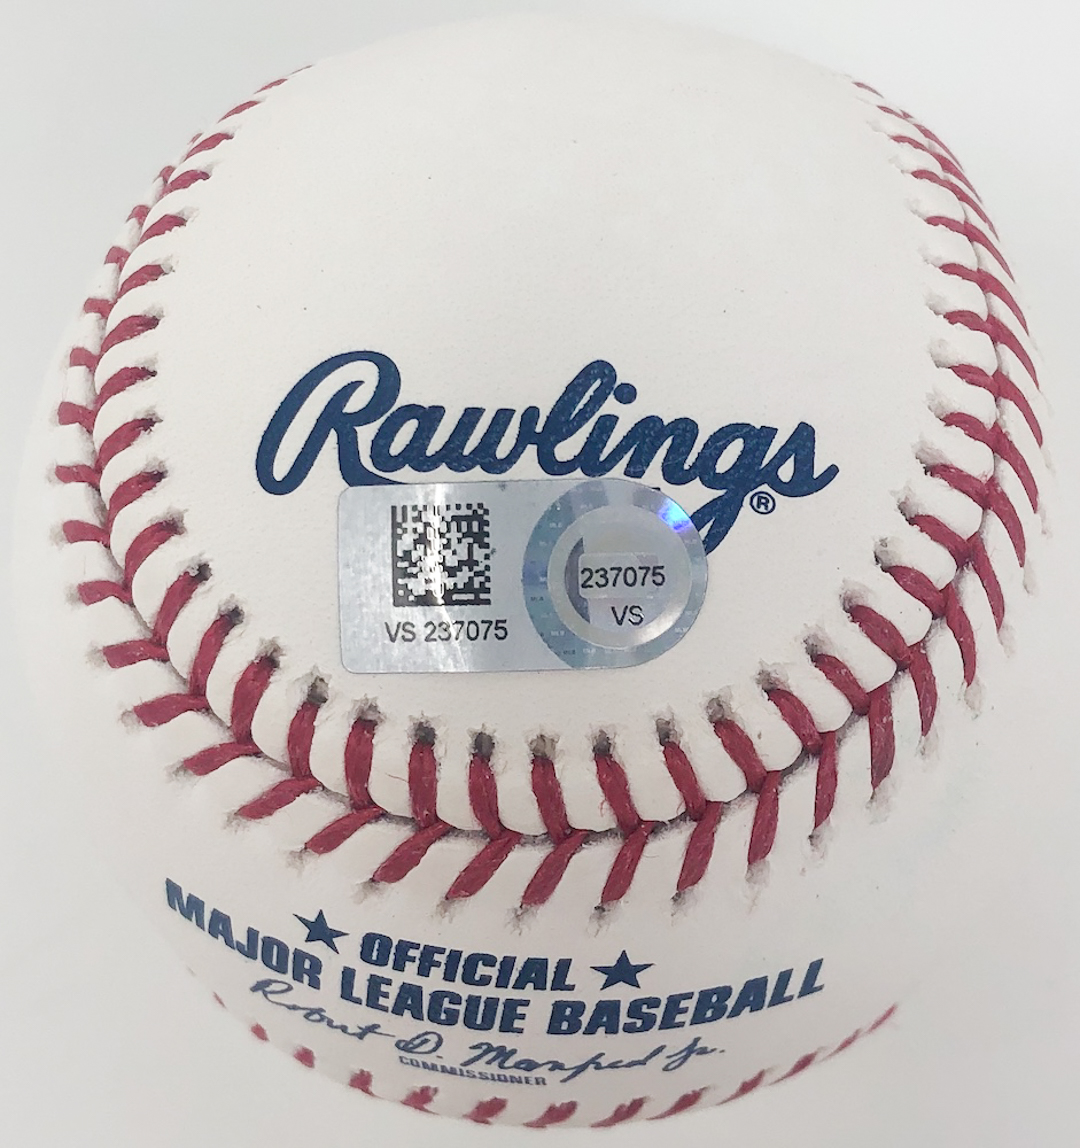 Rawlings
®
VS 237075
237075
VS
★ OFFICIAL ★
MAJOR LEAGUE BASEBALL
Robert D. Manfred Jr.
COMMISSIONER